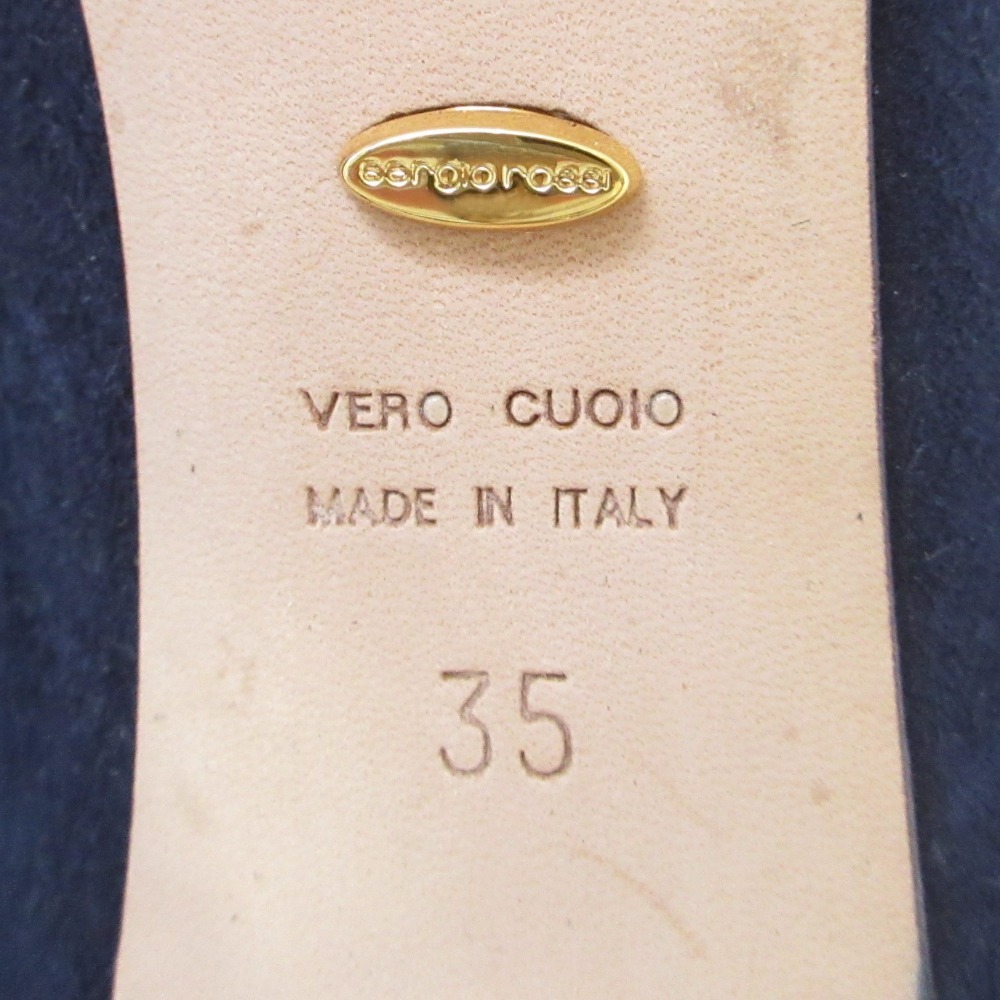 sergio rossi
VERO CUOIO
MADE IN ITALY
35